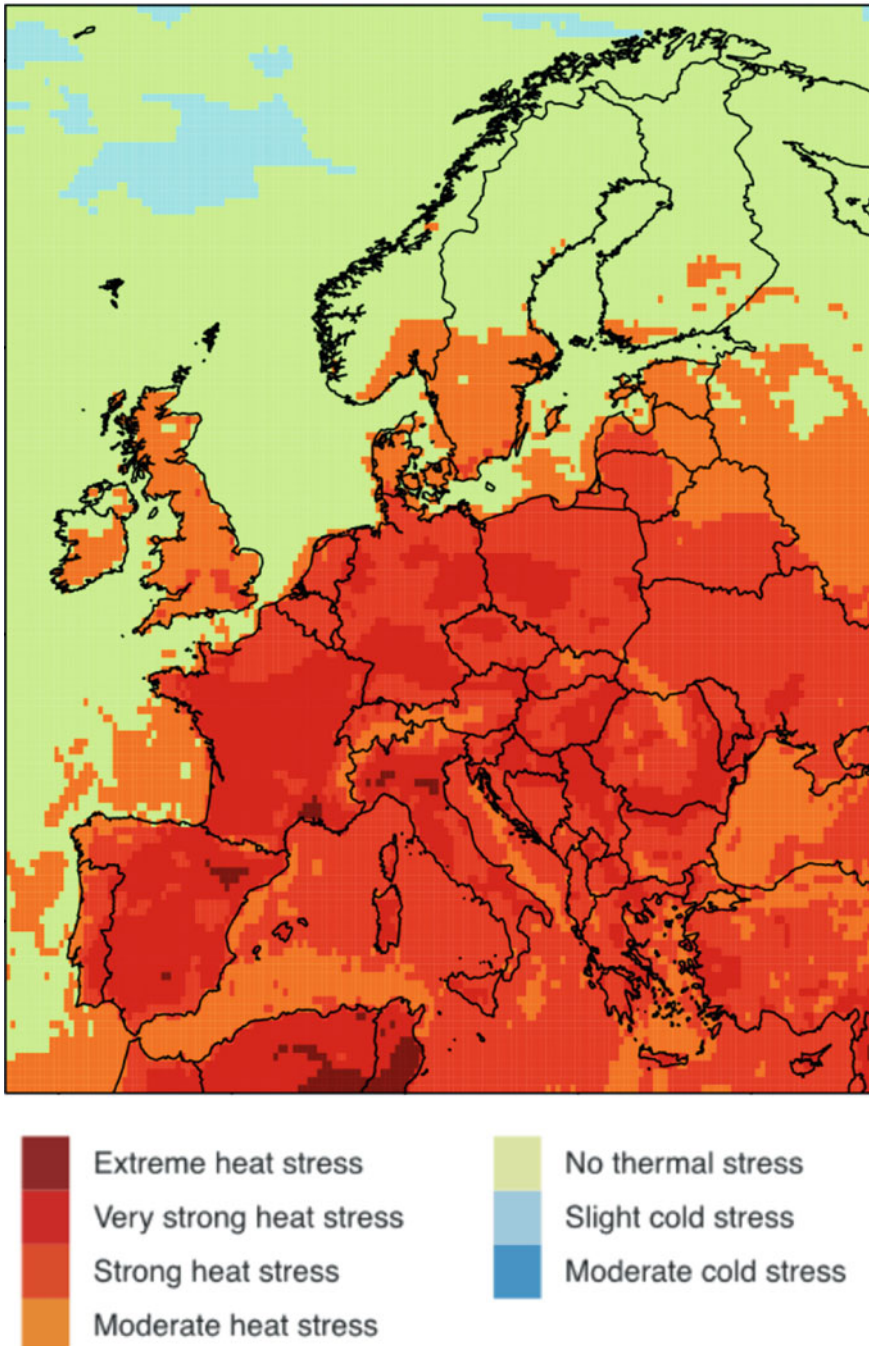 Extreme heat stress
Very strong heat stress
Strong heat stress
Moderate heat stress
No thermal stress
Slight cold stress
Moderate cold stress